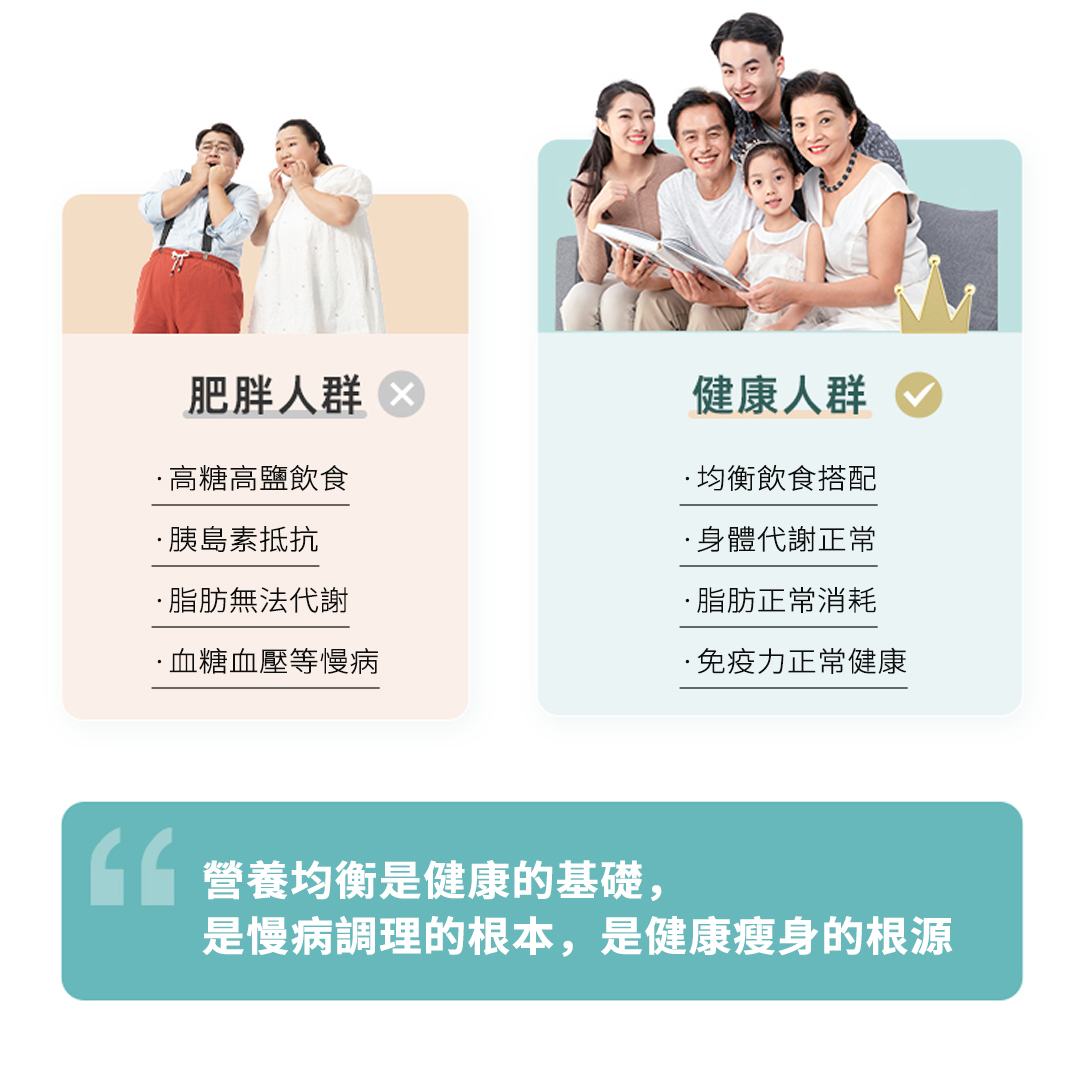 肥胖人群
·高糖高鹽飲食
·胰島素抵抗
·脂肪無法代謝
·血糖血壓等慢病
健康人群
·均衡飲食搭配
·身體代謝正常
·脂肪正常消耗
·免疫力正常健康
營養均衡是健康的基礎，
是慢病調理的根本，是健康瘦身的根源